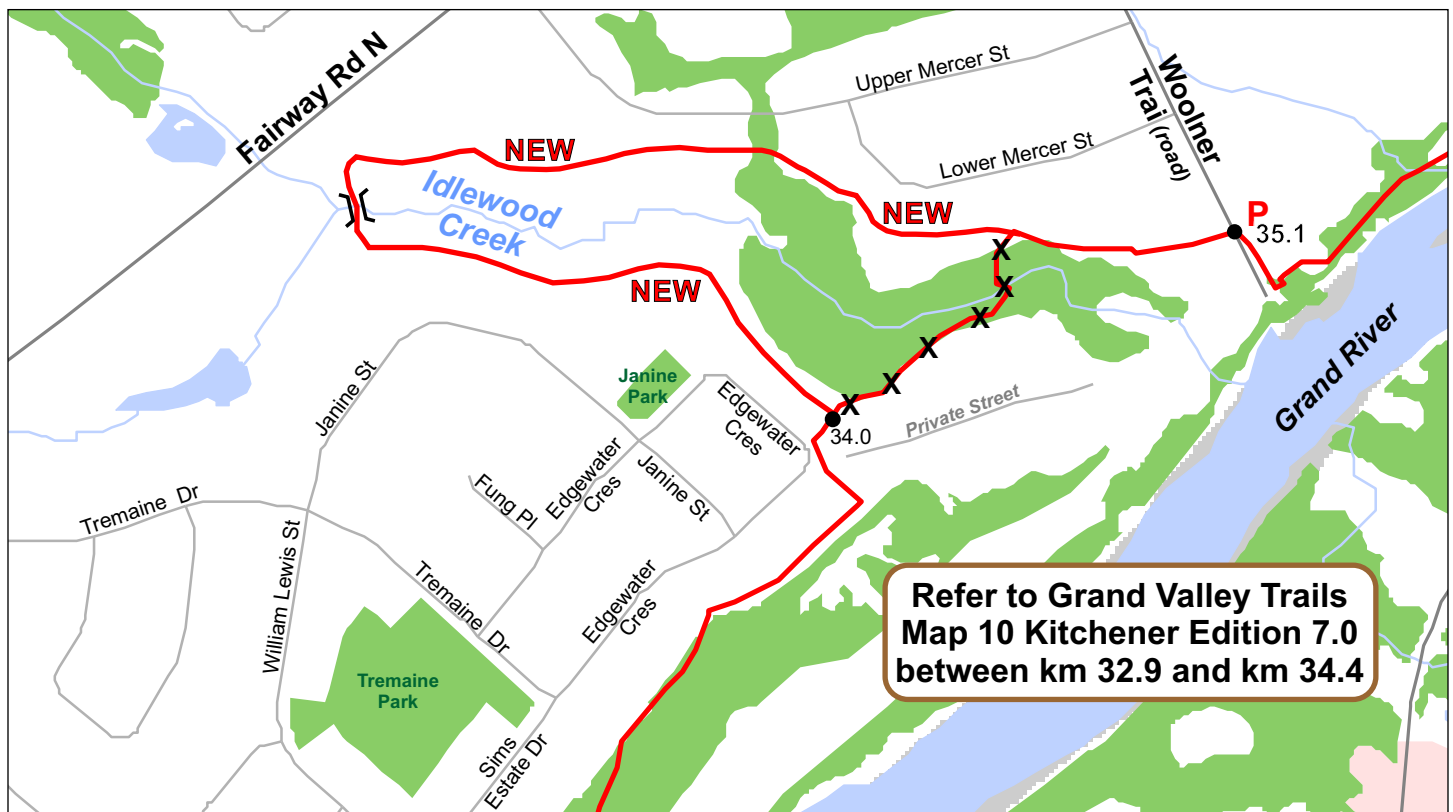 Fairway Rd N
Upper Mercer St
Woolner
Trail (road)
Lower Mercer St
NEW
Idlewood
Creek
NEW
P
35.1
NEW
X
X
X
X
X
X
Grand River
Janine St
Janine
Park
Edgewater
Cres
34.0
Private Street
Edgewater
Cres
Janine St
Fung Pl
Tremaine Dr
William Lewis St
Tremaine Dr
Edgewater
Cres
Tremaine
Park
Sims
Estate Dr
Refer to Grand Valley Trails
Map 10 Kitchener Edition 7.0
between km 32.9 and km 34.4